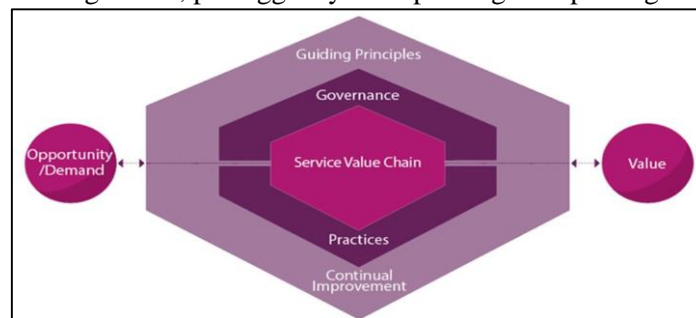 Guiding Principles
Governance
Opportunity
/Demand
Service Value Chain
Value
Practices
Continual
Improvement